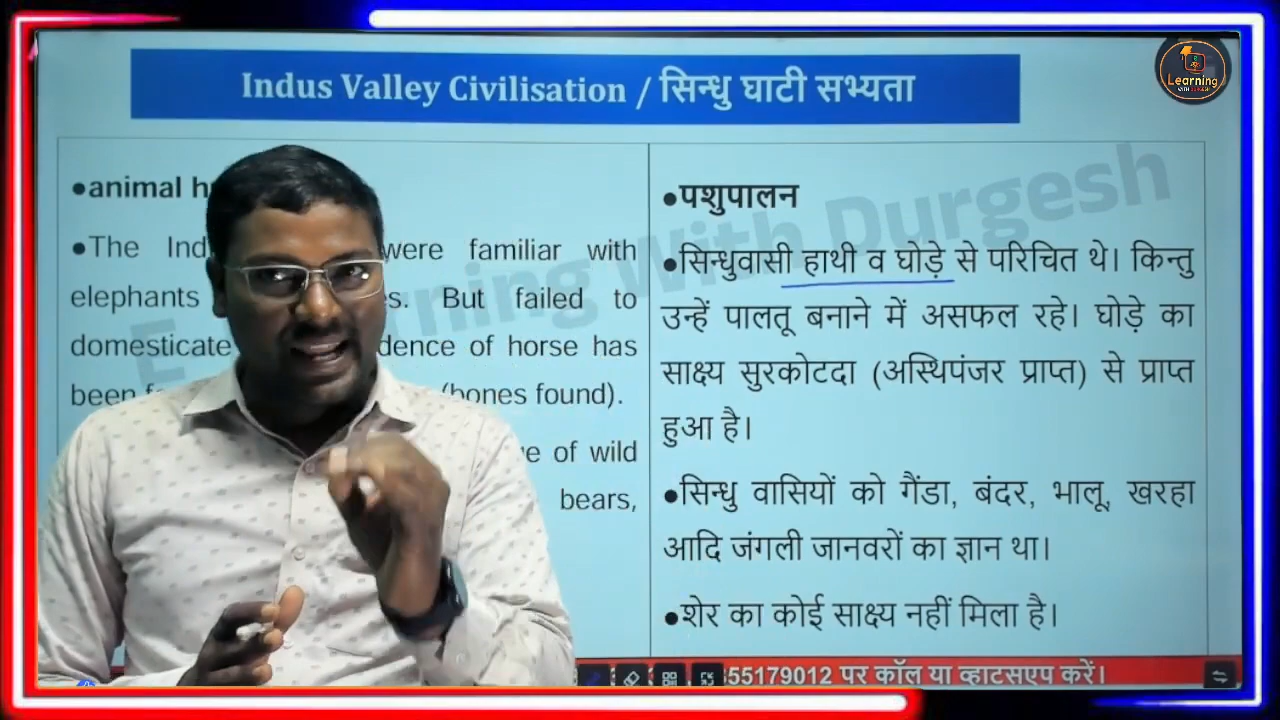 Indus Valley Civilisation / सिन्धु घाटी सभ्यता
Learning
●animal
●The were familiar with
elephants But failed to
domesticate of horse has
been (bones found).
of wild
bears,
●पशुपालन
●सिन्धुवासी हाथी व घोड़े से परिचित थे। किन्तु
उन्हें पालतू बनाने में असफल रहे। घोड़े का
साक्ष्य सुरकोटदा (अस्थिपंजर प्राप्त) से प्राप्त
हुआ है।
●सिन्धु वासियों को गैंडा, बंदर, भालू, खरहा
आदि जंगली जानवरों का ज्ञान था।
●शेर का कोई साक्ष्य नहीं मिला है।
With Durgesh
55179012 पर कॉल या व्हाटसएप करें।